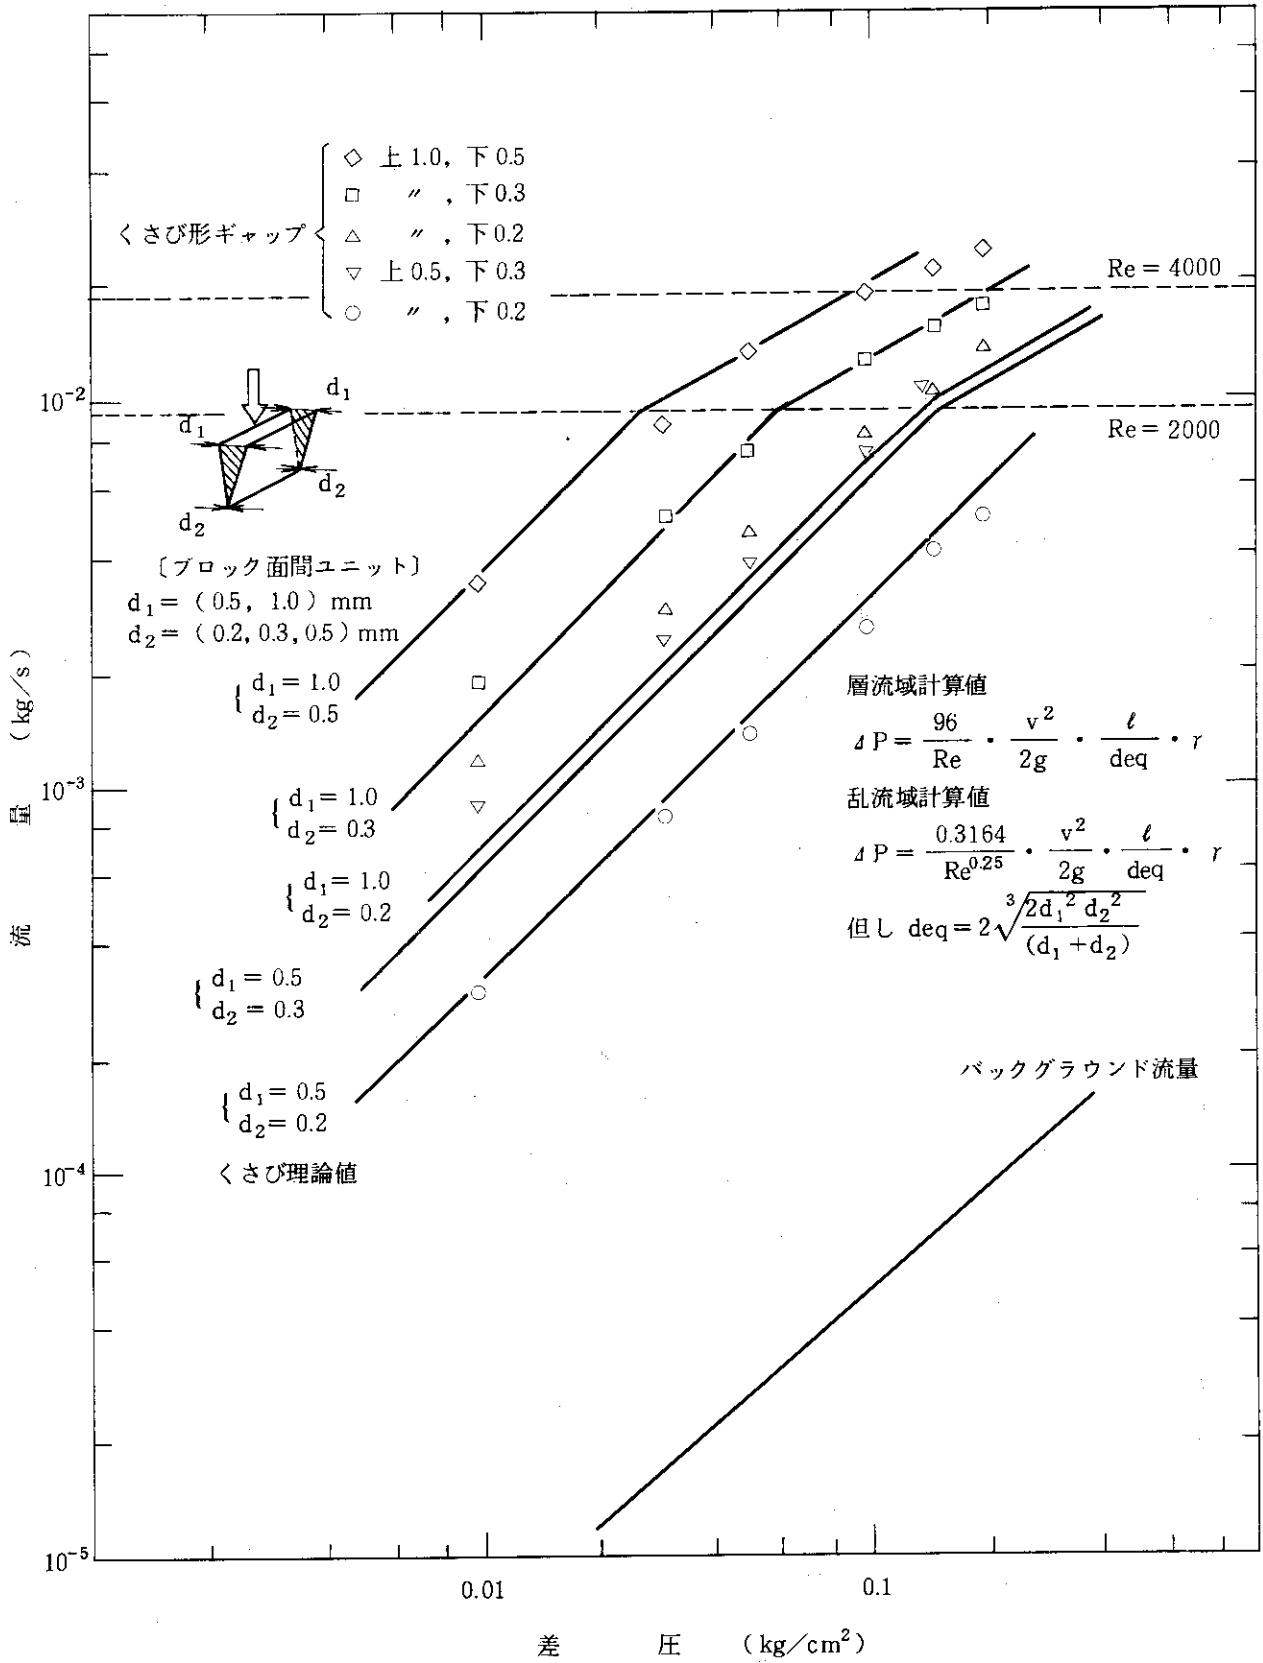 くさび形ギャップ
◇ 上1.0, 下0.5
□ 〃 , 下0.3
△ 〃 , 下0.2
▽ 上0.5, 下0.3
○ 〃 , 下0.2
Re = 4000
Re = 2000
d₁
d₁
d₂
d₂
〔ブロック面間ユニット〕
d₁ = (0.5, 1.0) mm
d₂ = (0.2, 0.3, 0.5) mm
d₁ = 1.0
d₂ = 0.5
d₁ = 1.0
d₂ = 0.3
d₁ = 1.0
d₂ = 0.2
d₁ = 0.5
d₂ = 0.3
d₁ = 0.5
d₂ = 0.2
くさび理論値
層流域計算値
ΔP = 96/Re · v²/2g · ℓ/deq · r
乱流域計算値
ΔP = 0.3164/Re^0.25 · v²/2g · ℓ/deq · r
但し deq = 2 ³√(2d₁² d₂²/(d₁+d₂))
バックグラウンド流量
10⁻²
10⁻³
10⁻⁴
10⁻⁵
流 量 (kg/s)
0.01
0.1
差 圧 (kg/cm²)